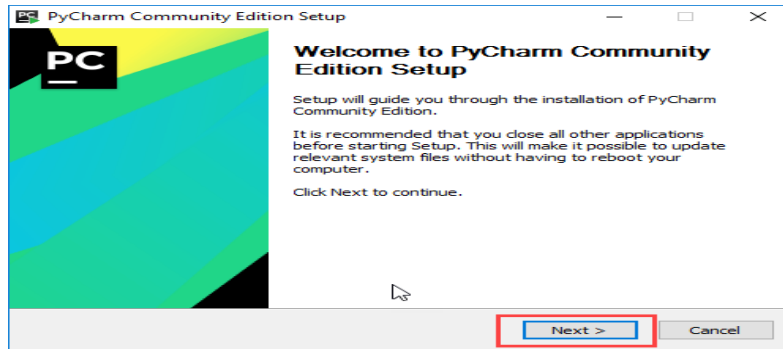 PyCharm Community Edition Setup
PC
Welcome to PyCharm Community
Edition Setup
Setup will guide you through the installation of PyCharm
Community Edition.
It is recommended that you close all other applications
before starting Setup. This will make it possible to update
relevant system files without having to reboot your
computer.
Click Next to continue.
Next >
Cancel